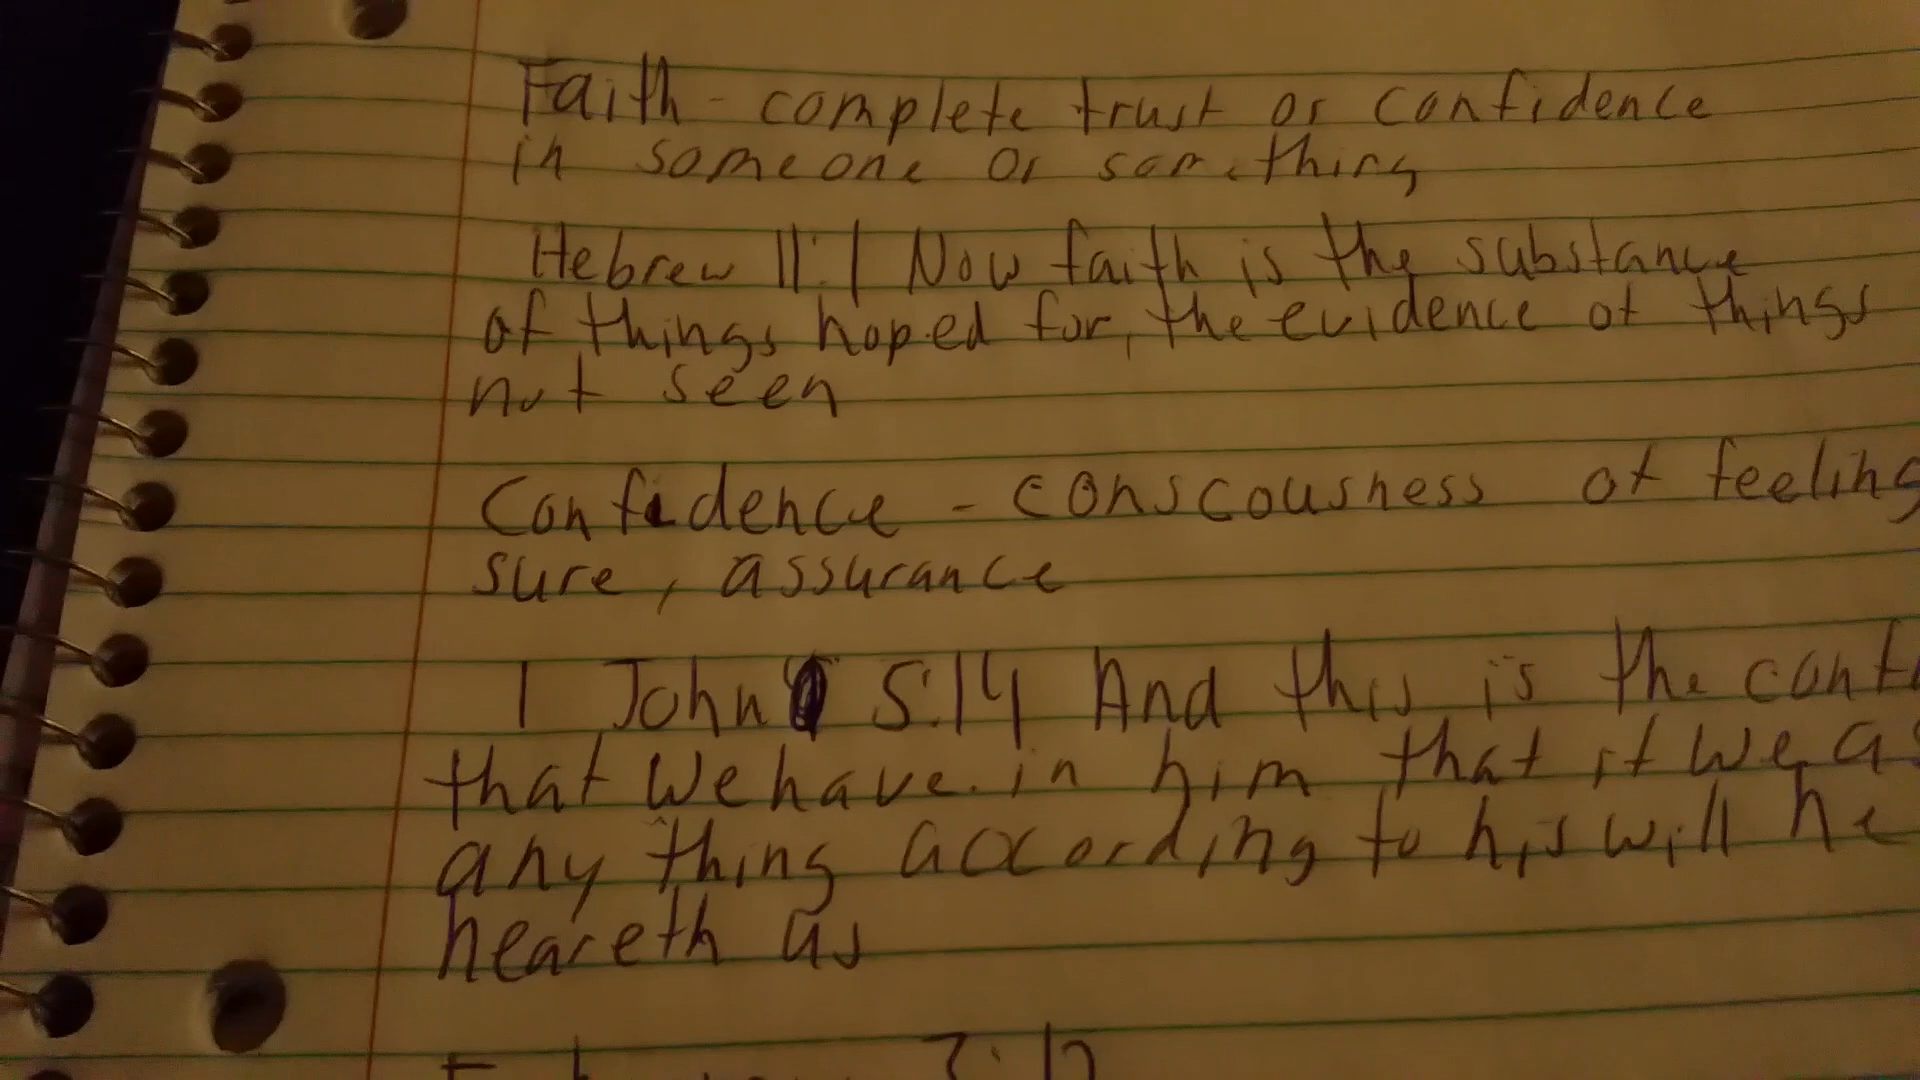 Faith - complete trust or confidence
in someone or something
Hebrew 11:1 Now faith is the substance
of things hoped for, the evidence of things
not seen
Confidence - conscousness of feeling
sure, assurance
1 John 5:14 And this is the conf
that we have in him that if we as
any thing according to his will he
heareth us